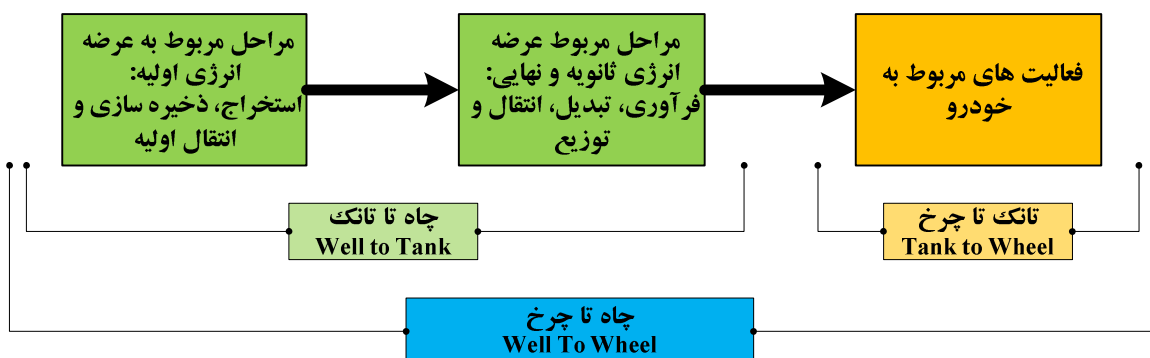 مراحل مربوط به عرضه
انرژی اولیه:
استخراج، ذخیره سازی و
انتقال اولیه
مراحل مربوط عرضه
انرژی ثانویه و نهایی:
فرآوری، تبدیل، انتقال و
توزیع
فعالیت های مربوط به
خودرو
چاه تا تانک
Well to Tank
تانک تا چرخ
Tank to Wheel
چاه تا چرخ
Well To Wheel